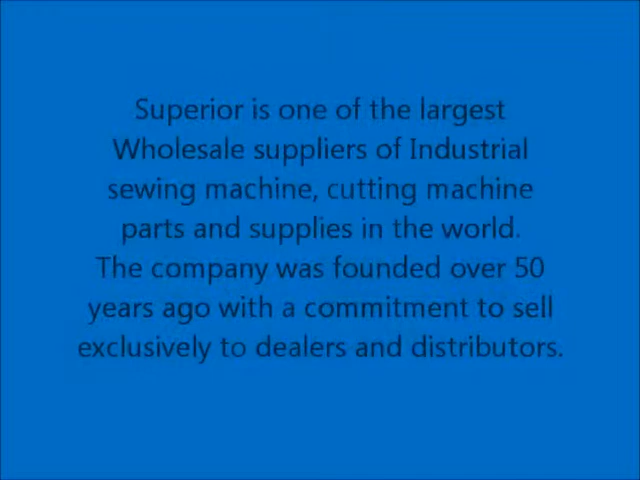 Superior is one of the largest
Wholesale suppliers of Industrial
sewing machine, cutting machine
parts and supplies in the world.
The company was founded over 50
years ago with a commitment to sell
exclusively to dealers and distributors.